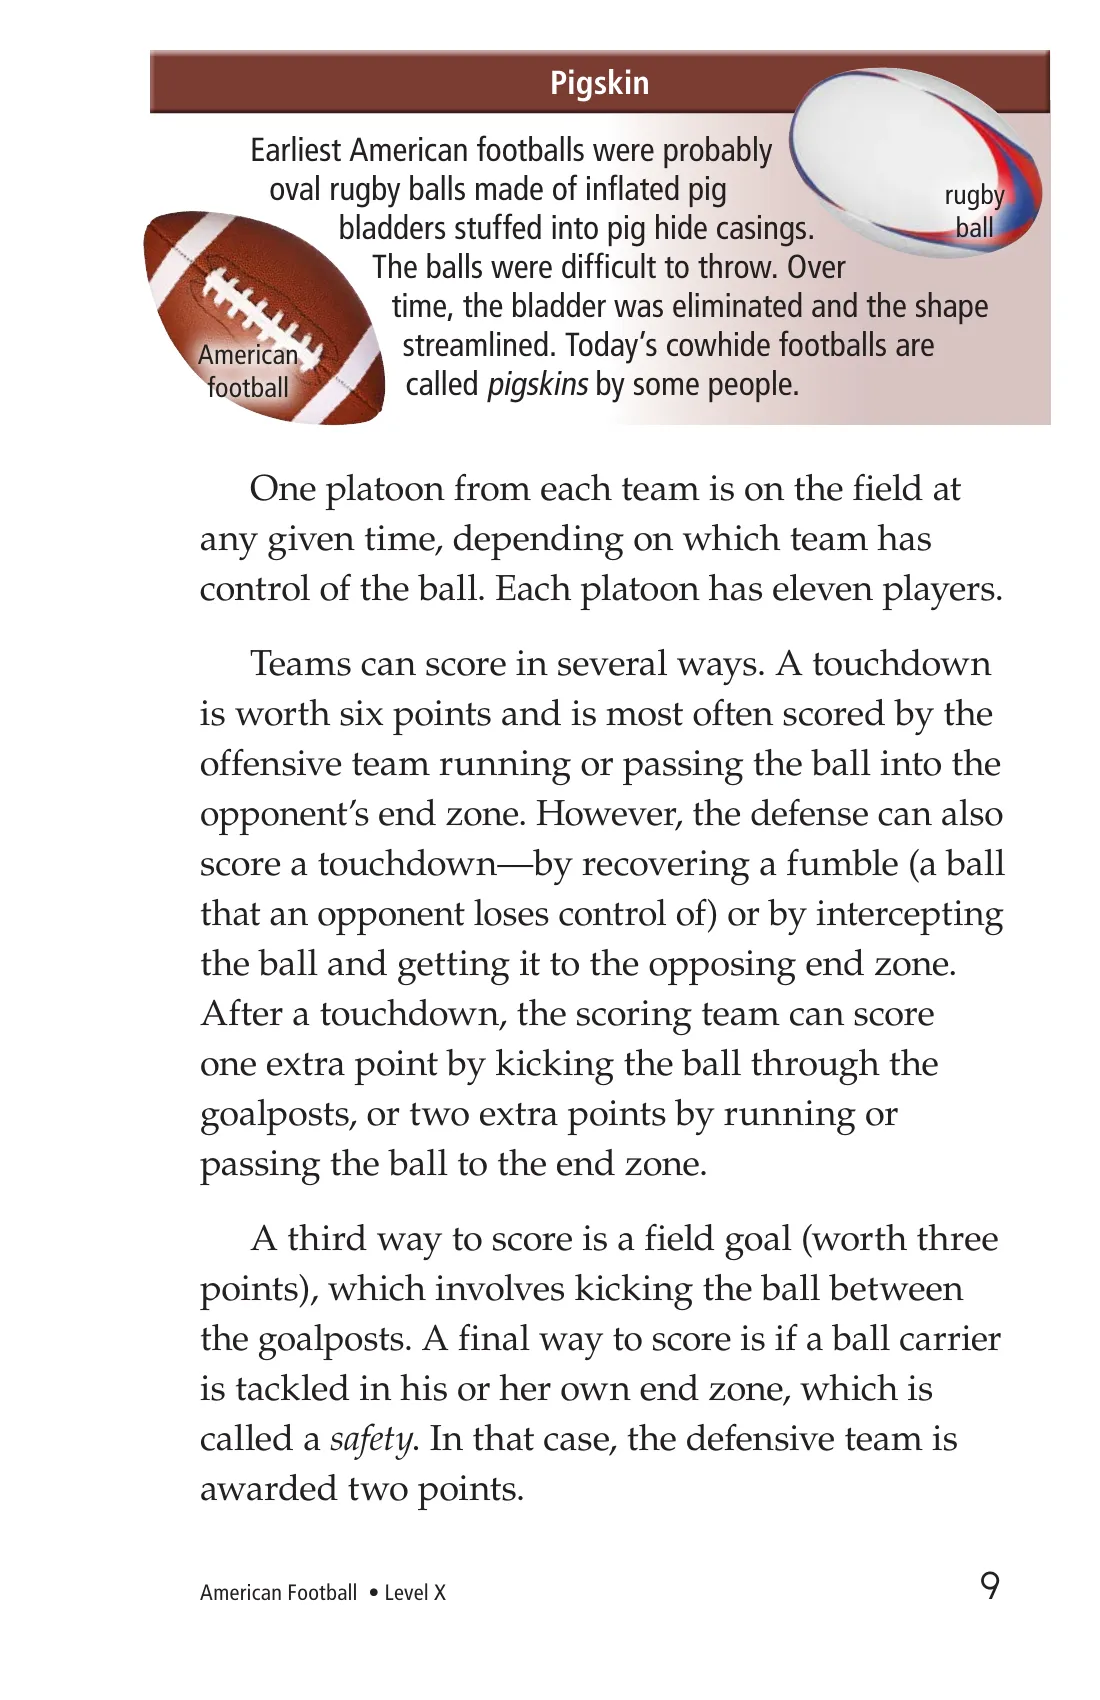 Pigskin
Earliest American footballs were probably
oval rugby balls made of inflated pig
bladders stuffed into pig hide casings.
The balls were difficult to throw. Over
time, the bladder was eliminated and the shape
streamlined. Today’s cowhide footballs are
called pigskins by some people.
rugby
ball
American
football
One platoon from each team is on the field at
any given time, depending on which team has
control of the ball. Each platoon has eleven players.
Teams can score in several ways. A touchdown
is worth six points and is most often scored by the
offensive team running or passing the ball into the
opponent’s end zone. However, the defense can also
score a touchdown—by recovering a fumble (a ball
that an opponent loses control of) or by intercepting
the ball and getting it to the opposing end zone.
After a touchdown, the scoring team can score
one extra point by kicking the ball through the
goalposts, or two extra points by running or
passing the ball to the end zone.
A third way to score is a field goal (worth three
points), which involves kicking the ball between
the goalposts. A final way to score is if a ball carrier
is tackled in his or her own end zone, which is
called a safety. In that case, the defensive team is
awarded two points.
American Football • Level X
9